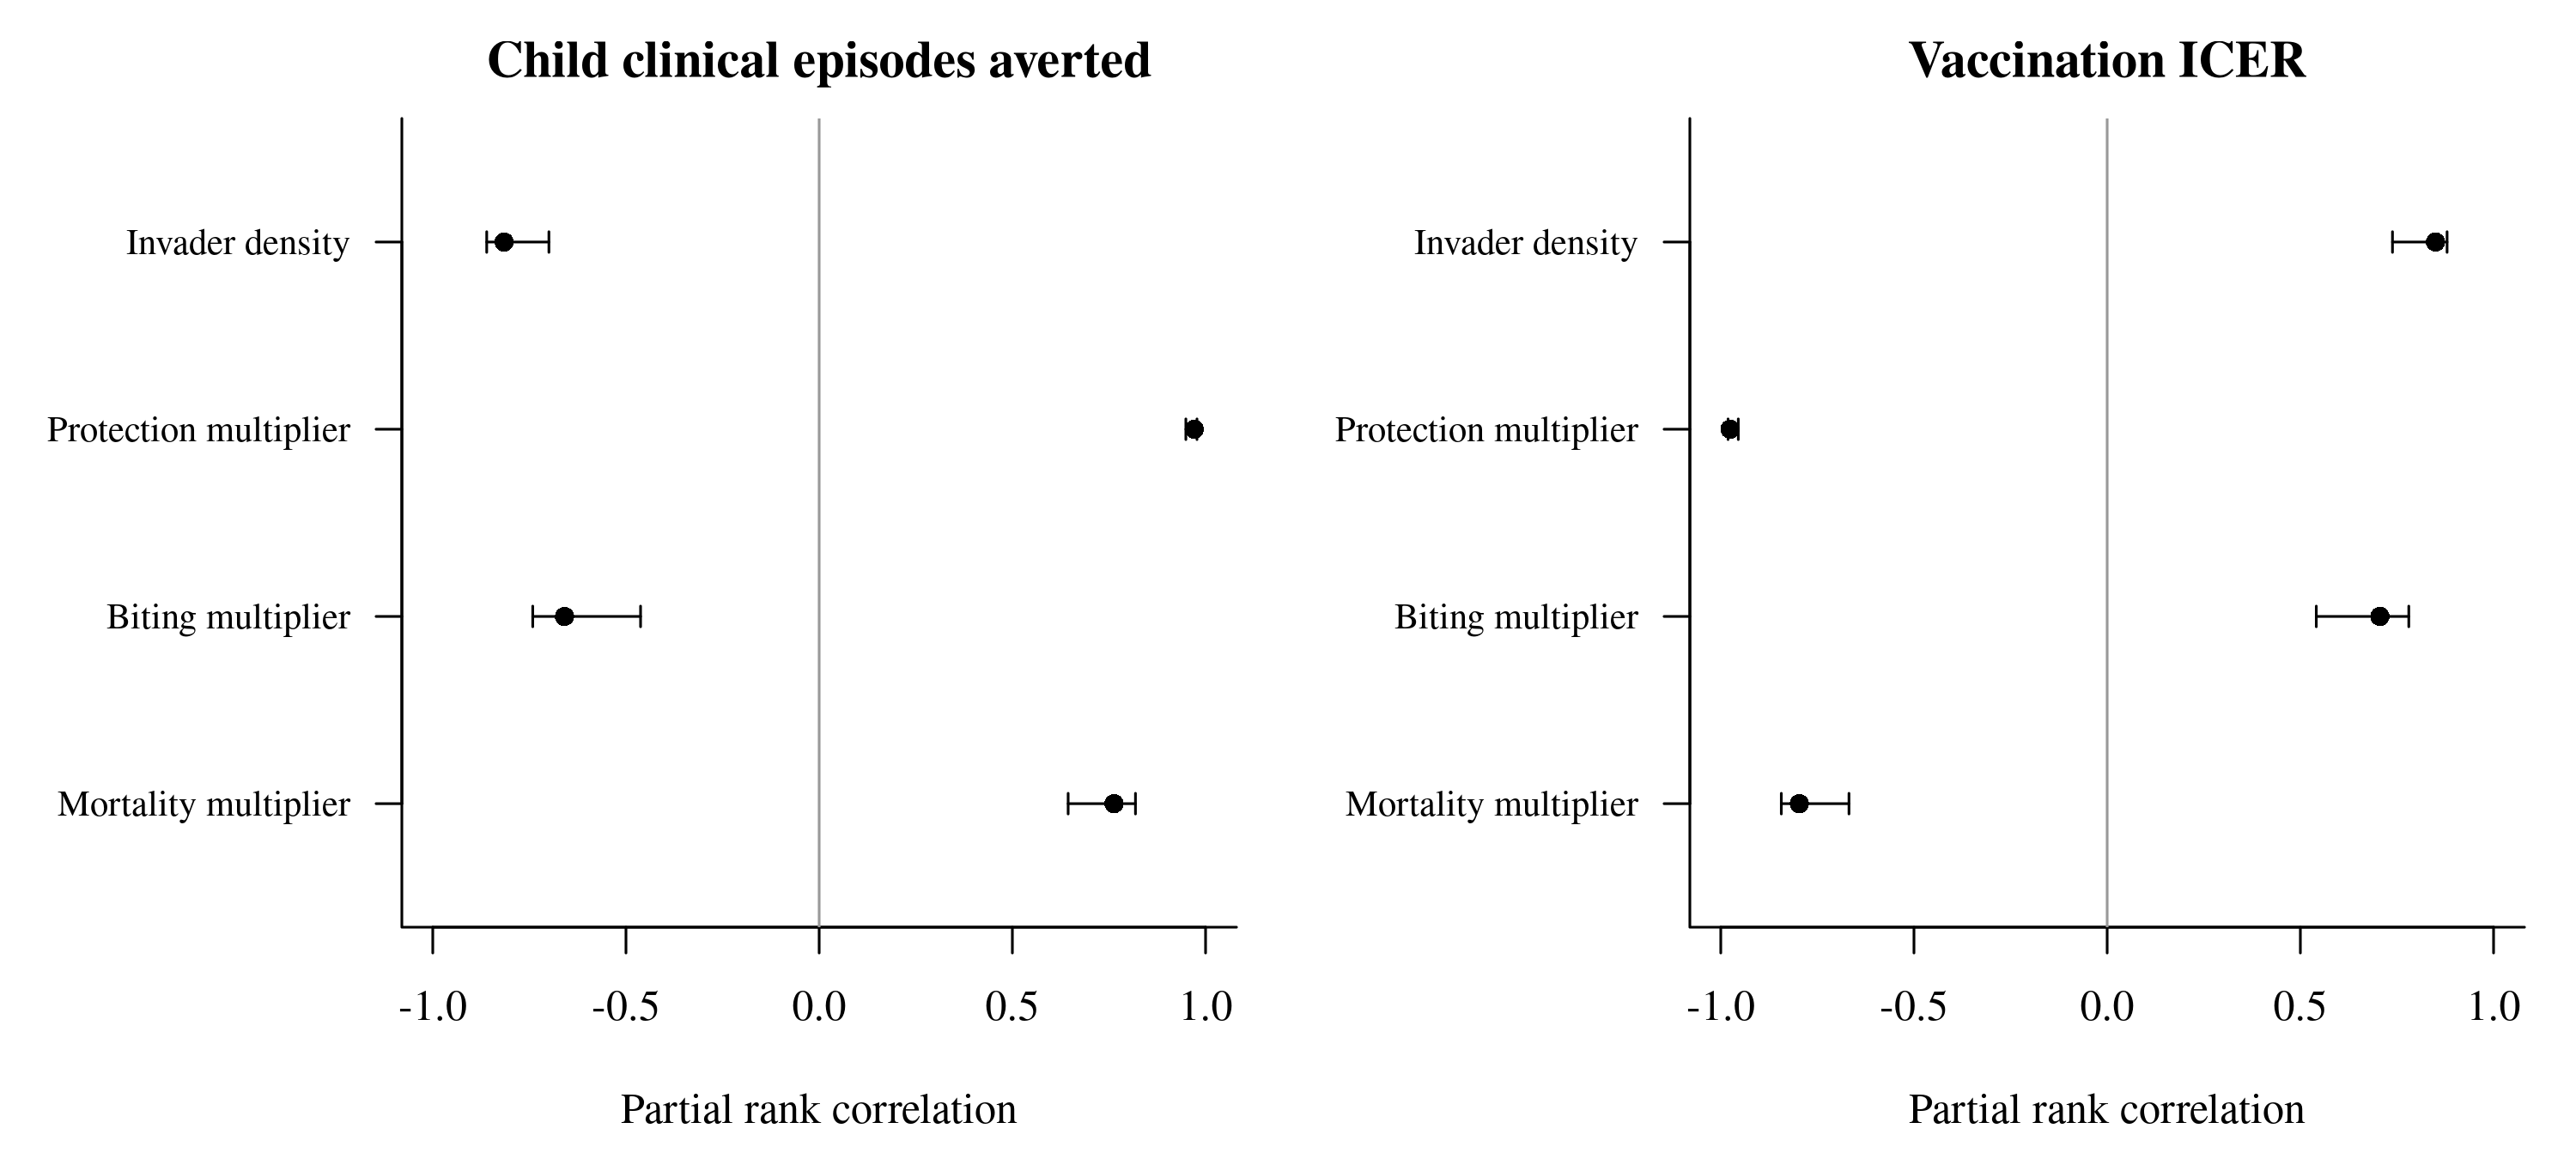 Child clinical episodes averted
Invader density
Protection multiplier
Biting multiplier
Mortality multiplier
-1.0 -0.5 0.0 0.5 1.0
Partial rank correlation
Vaccination ICER
Invader density
Protection multiplier
Biting multiplier
Mortality multiplier
-1.0 -0.5 0.0 0.5 1.0
Partial rank correlation